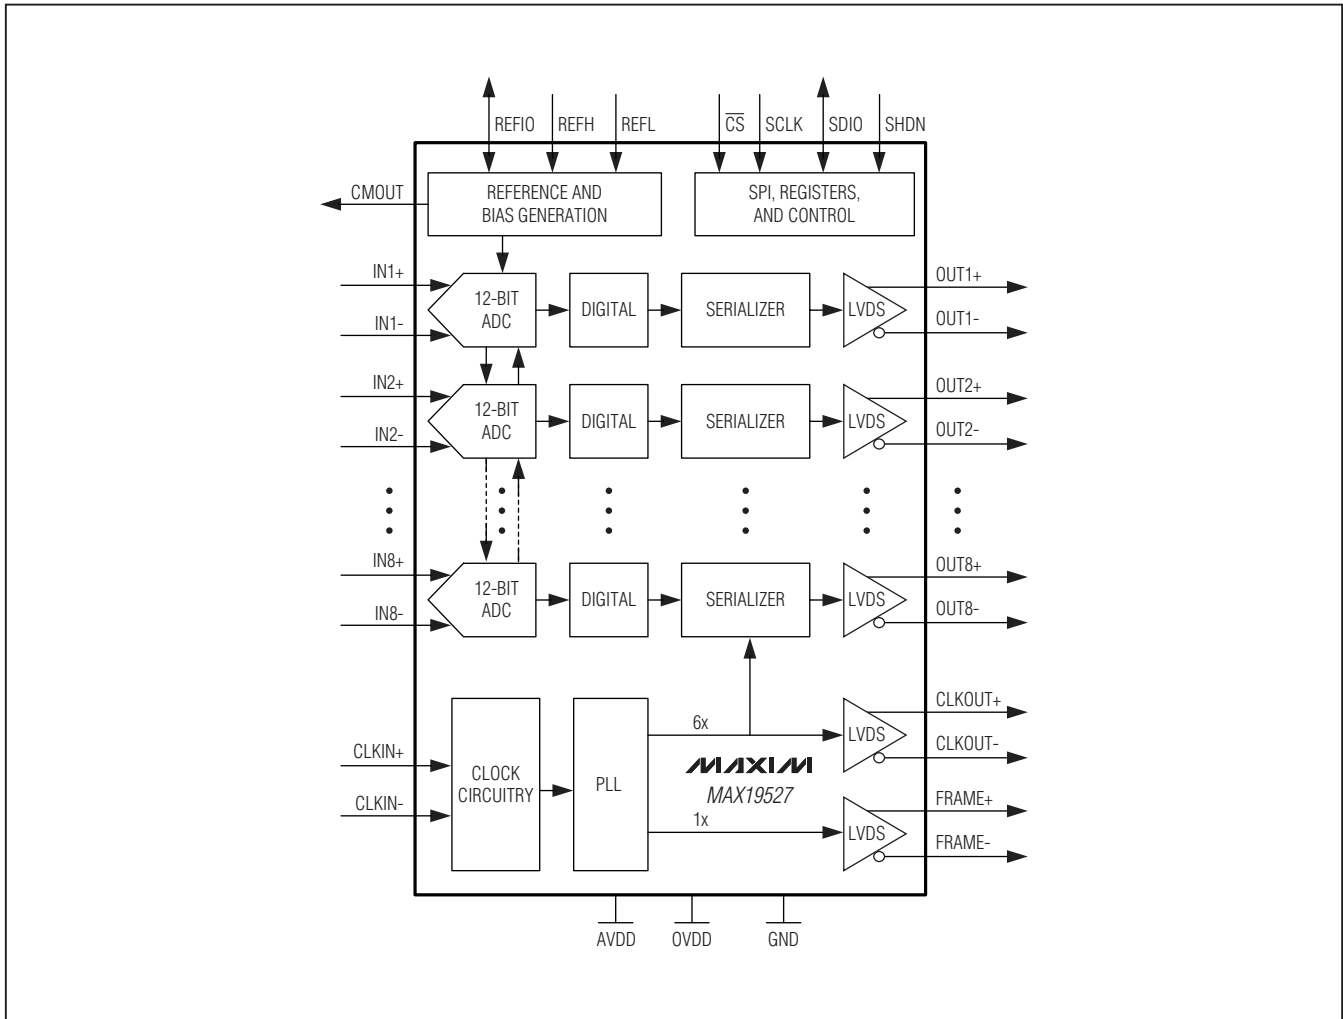 REFIO REFH REFL C̅S̅ SCLK SDIO SHDN
CMOUT
REFERENCE AND
BIAS GENERATION
SPI, REGISTERS,
AND CONTROL
IN1+
IN1-
12-BIT
ADC
DIGITAL
SERIALIZER
LVDS
OUT1+
OUT1-
IN2+
IN2-
12-BIT
ADC
DIGITAL
SERIALIZER
LVDS
OUT2+
OUT2-
IN8+
IN8-
12-BIT
ADC
DIGITAL
SERIALIZER
LVDS
OUT8+
OUT8-
CLKIN+
CLKIN-
CLOCK
CIRCUITRY
PLL
6x
MAXIM
MAX19527
1x
LVDS
CLKOUT+
CLKOUT-
LVDS
FRAME+
FRAME-
AVDD OVDD GND